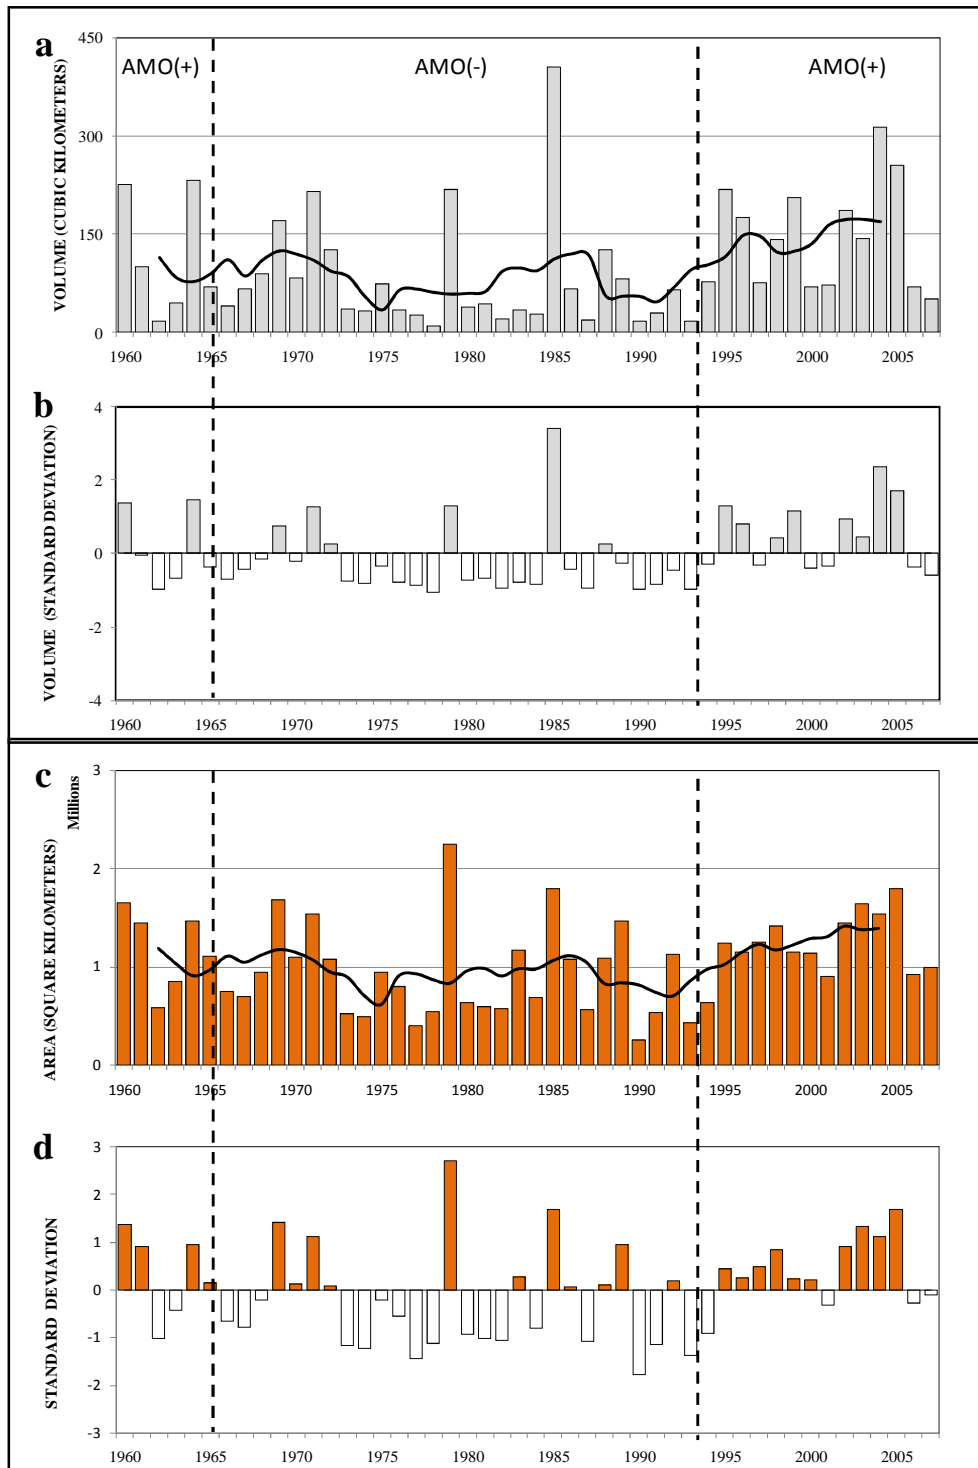 a
VOLUME (CUBIC KILOMETERS)
450
300
150
0
AMO(+)
AMO(-)
AMO(+)
1960 1965 1970 1975 1980 1985 1990 1995 2000 2005
b
VOLUME (STANDARD DEVIATION)
4
2
0
-2
-4
1960 1965 1970 1975 1980 1985 1990 1995 2000 2005
c
Millions
AREA (SQUARE KILOMETERS)
3
2
1
0
1960 1965 1970 1975 1980 1985 1990 1995 2000 2005
d
STANDARD DEVIATION
3
2
1
0
-1
-2
-3
1960 1965 1970 1975 1980 1985 1990 1995 2000 2005